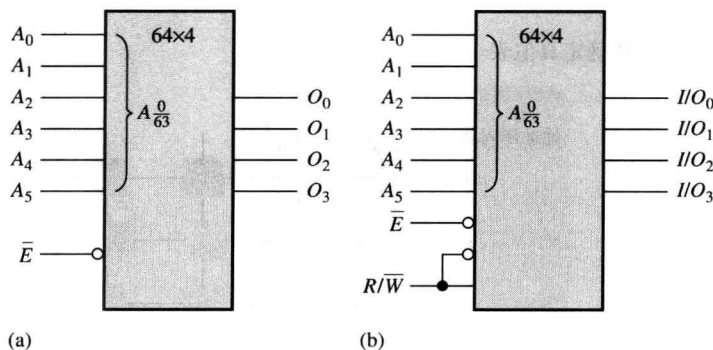 A₀ 64×4
A₁
A₂ O₀
A₃ A 0/63 O₁
A₄ O₂
A₅ O₃
E̅
(a)
A₀ 64×4
A₁
A₂ I/O₀
A₃ A 0/63 I/O₁
A₄ I/O₂
A₅ I/O₃
E̅
R/W̅
(b)